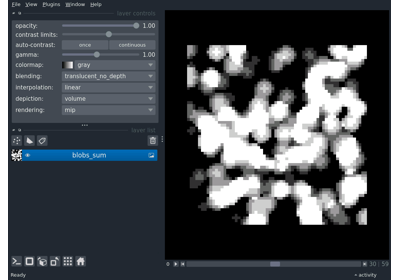 File View Plugins Window Help
layer controls
opacity: 1.00
contrast limits:
auto-contrast: once continuous
gamma: 1.00
colormap: gray
blending: translucent_no_depth
interpolation: linear
depiction: volume
rendering: mip
layer list
blobs_sum
30 59
Ready
activity